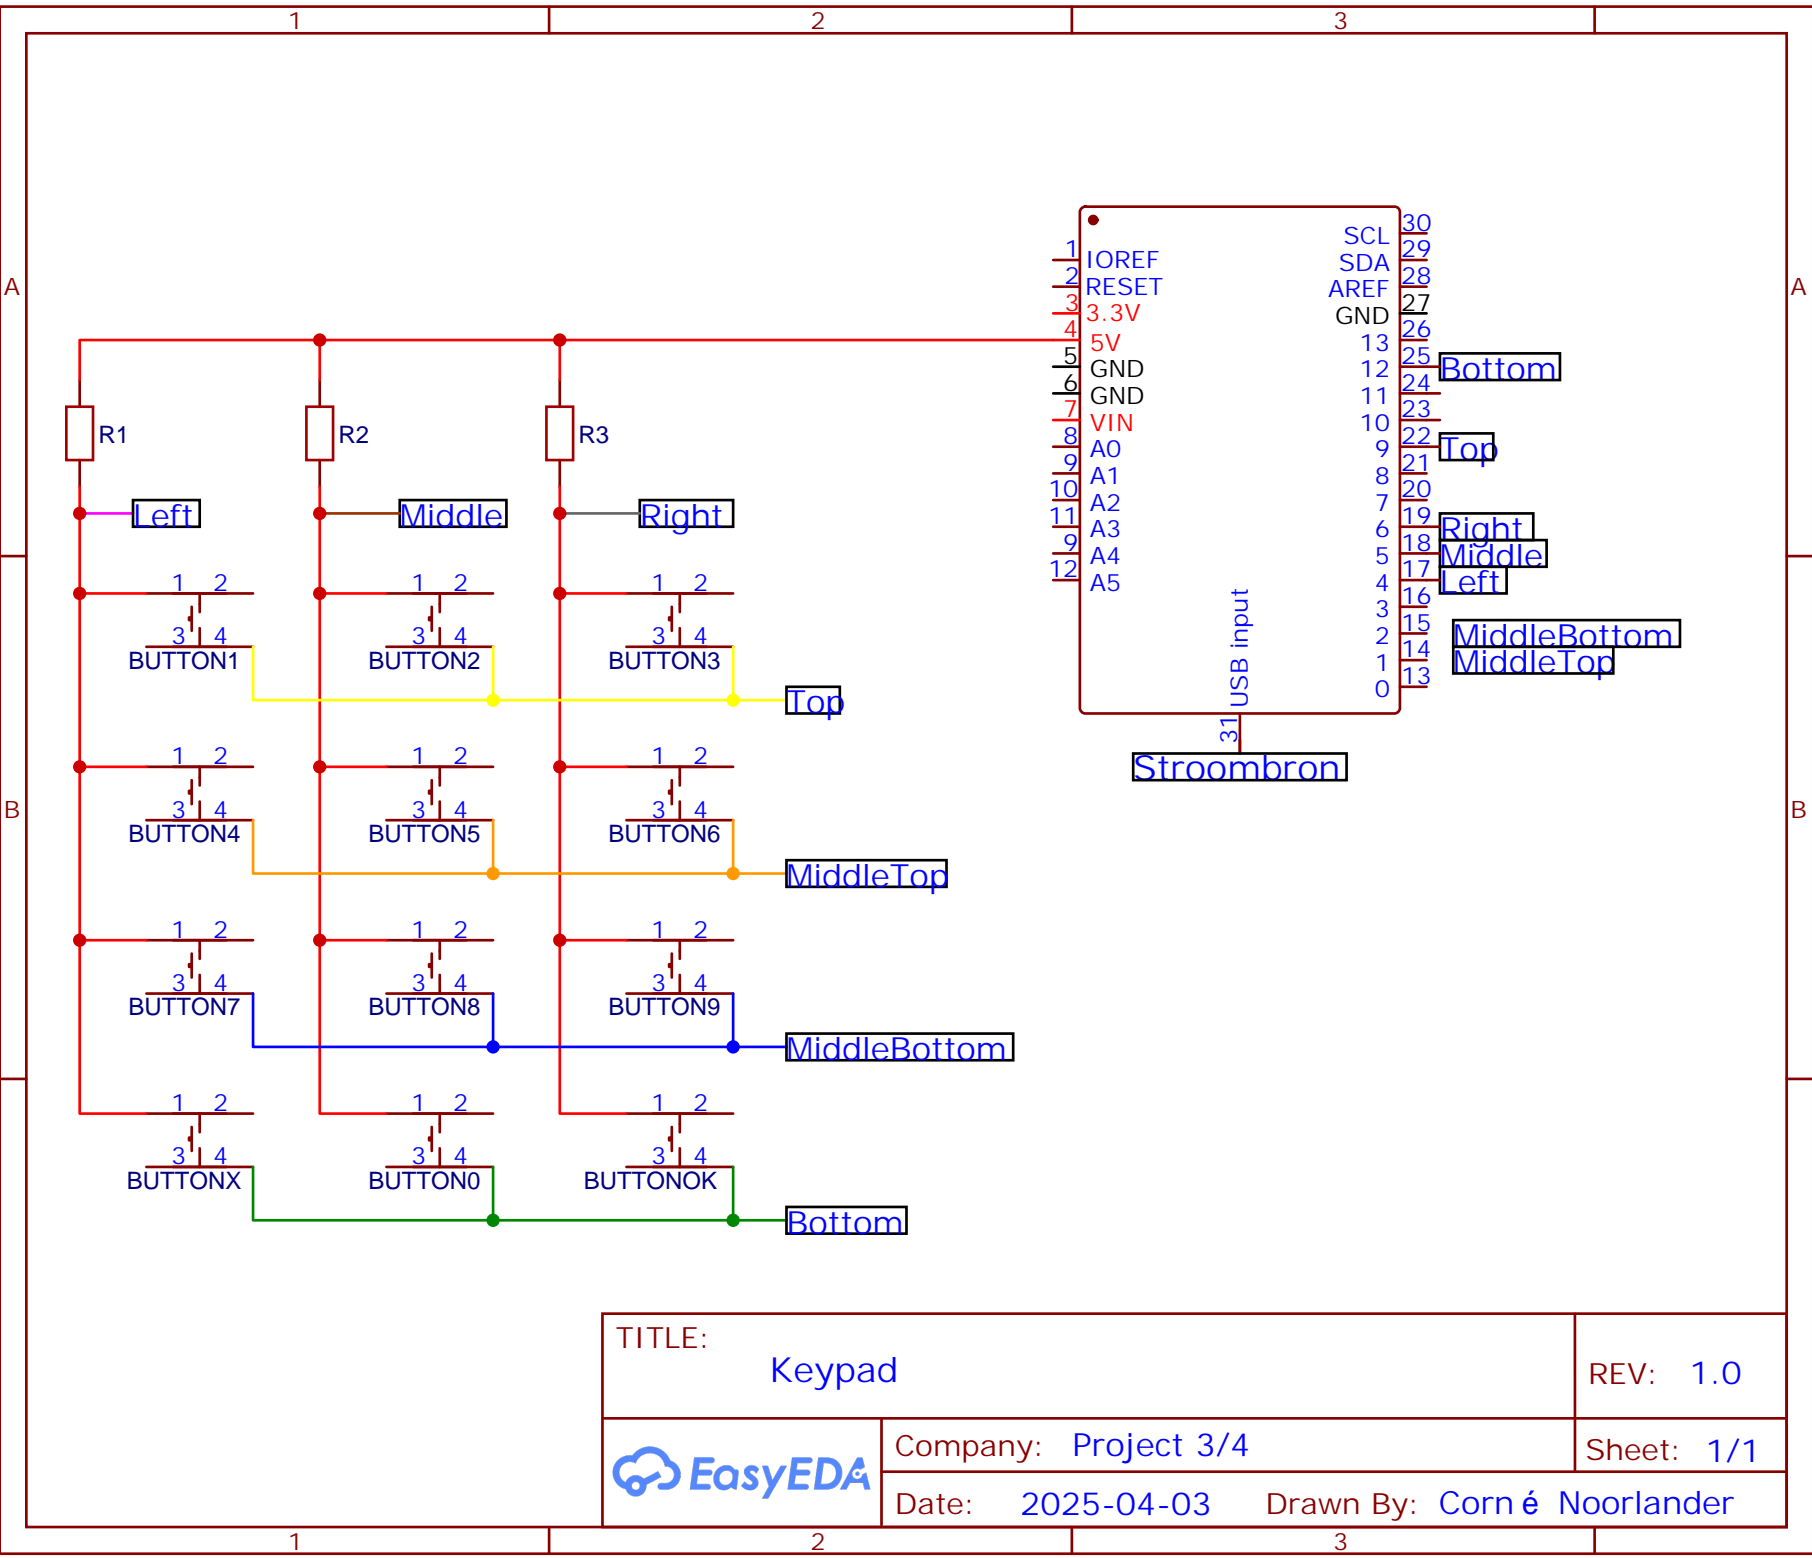 1 2 3
A A
B B
1 IOREF
2 RESET
3 3.3V
4 5V
5 GND
6 GND
7 VIN
8 A0
9 A1
10 A2
11 A3
9 A4
12 A5
SCL 30
SDA 29
AREF 28
GND 27
13 26
12 25 Bottom
11 24
10 23
9 22 Top
8 21
7 20
6 19 Right
5 18 Middle
4 17 Left
3 16
2 15 MiddleBottom
1 14 MiddleTop
0 13
USB input
31
Stroombron
R1 R2 R3
Left Middle Right
1 2 1 2 1 2
3 4 3 4 3 4
BUTTON1 BUTTON2 BUTTON3
Top
1 2 1 2 1 2
3 4 3 4 3 4
BUTTON4 BUTTON5 BUTTON6
MiddleTop
1 2 1 2 1 2
3 4 3 4 3 4
BUTTON7 BUTTON8 BUTTON9
MiddleBottom
1 2 1 2 1 2
3 4 3 4 3 4
BUTTONX BUTTON0 BUTTONOK
Bottom
TITLE:
Keypad
REV: 1.0
EasyEDA
Company: Project 3/4
Sheet: 1/1
Date: 2025-04-03 Drawn By: Corné Noorlander
1 2 3